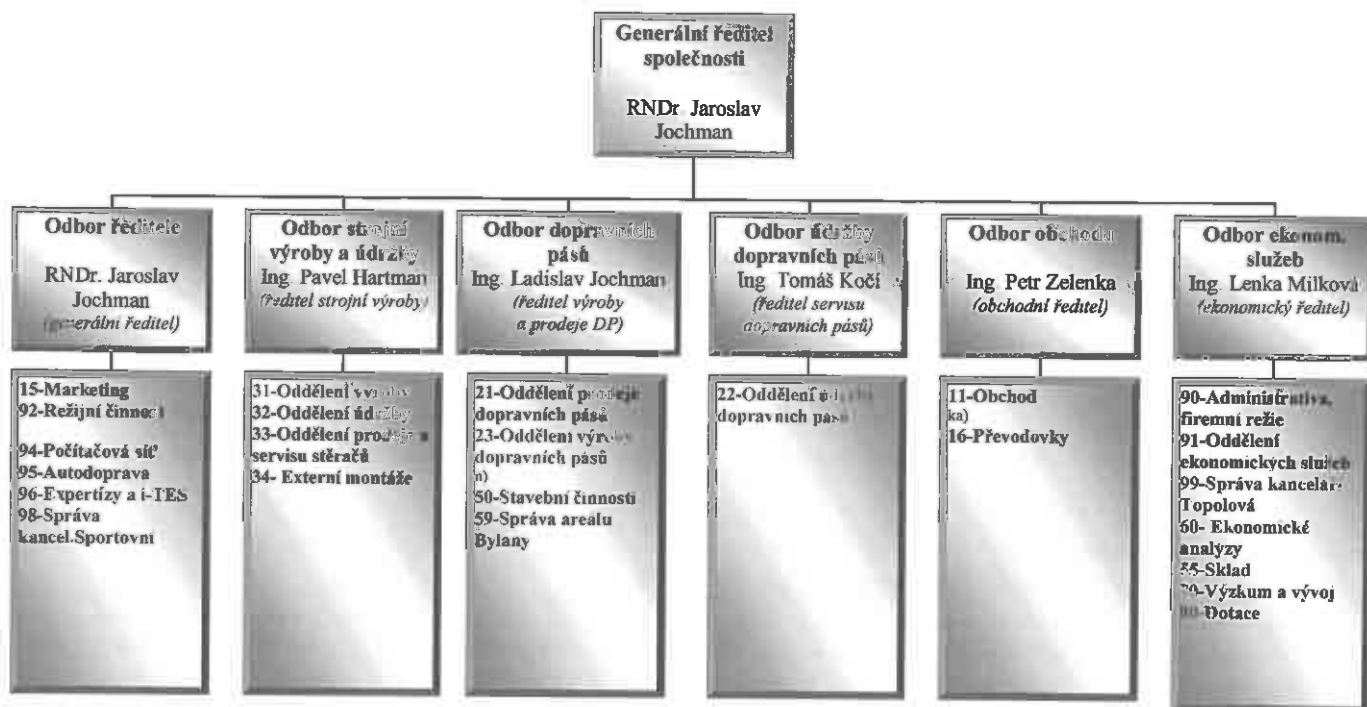 Generální ředitel
společnosti
RNDr. Jaroslav
Jochman
Odbor ředitele
RNDr. Jaroslav
Jochman
(generální ředitel)
15-Marketing
92-Režijní činnost
94-Počítačová síť
95-Autodoprava
96-Expertízy a i-TES
98-Správa
kancel.Sportovní
Odbor strojní
výroby a údržby
Ing. Pavel Hartman
(ředitel strojní výroby)
31-Oddělení výroby
32-Oddělení údržby
33-Oddělení prodeje a
servisu stěračů
34- Externí montáže
Odbor dopravních
pásů
Ing. Ladislav Jochman
(ředitel výroby
a prodeje DP)
21-Oddělení prodeje
dopravních pásů
23-Oddělení výroby
dopravních pásů
n)
50-Stavební činnosti
59-Správa arealu
Bylany
Odbor údržby
dopravních pásů
Ing. Tomáš Kočí
(ředitel servisu
dopravních pásů)
22-Oddělení údržby
dopravních pásů
Odbor obchodu
Ing. Petr Zelenka
(obchodní ředitel)
11-Obchod
ka)
16-Převodovky
Odbor ekonom.
služeb
Ing. Lenka Milková
(ekonomický ředitel)
90-Administrativa,
firemní režie
91-Oddělení
ekonomických služeb
99-Správa kancelář
Topolová
60- Ekonomické
analýzy
55-Sklad
70-Výzkum a vývoj
-Dotace